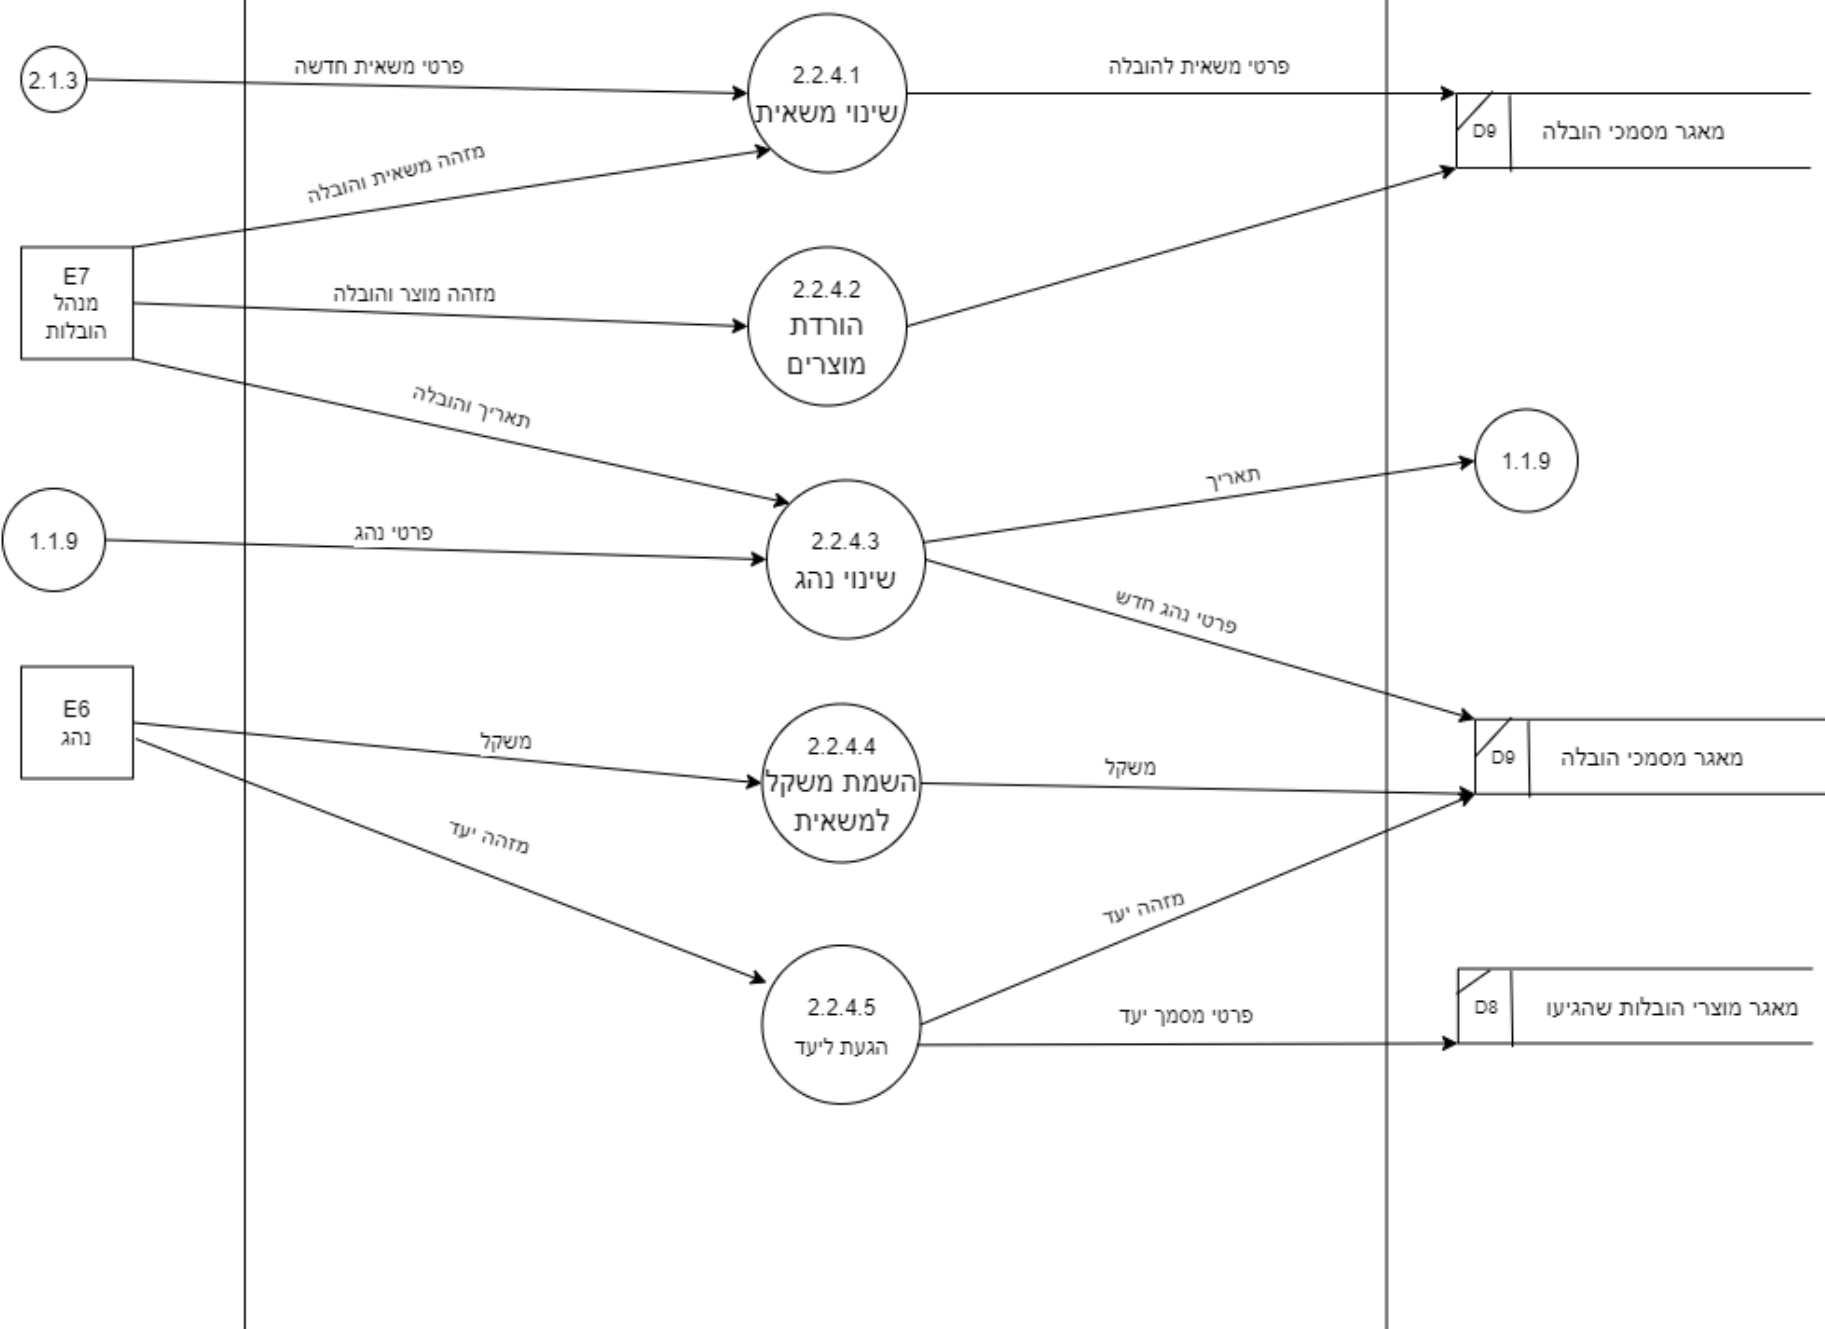 2.1.3
פרטי משאית חדשה
2.2.4.1
שינוי משאית
פרטי משאית להובלה
D9
מאגר מסמכי הובלה
מזהה משאית והובלה
E7
מנהל
הובלות
מזהה מוצר והובלה
2.2.4.2
הורדת
מוצרים
תאריך והובלה
1.1.9
פרטי נהג
2.2.4.3
שינוי נהג
תאריך
1.1.9
פרטי נהג חדש
E6
נהג
משקל
2.2.4.4
השמת משקל
למשאית
משקל
D9
מאגר מסמכי הובלה
מזהה יעד
2.2.4.5
הגעת ליעד
מזהה יעד
פרטי מסמך יעד
D8
מאגר מוצרי הובלות שהגיעו